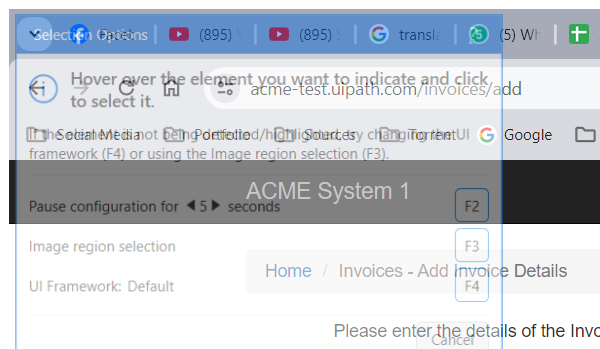 Selection Options
Faceb
(895) 
(895) S
transla
5
(5) Wh
Hover over the element you want to indicate and click
to select it.
acme-test.uipath.com/invoices/add
Social Media
Portfolio
Sources
Torrent
Google
If the element is not being detected/highlighted, try changing the UI
framework (F4) or using the Image region selection (F3).
ACME System 1
Pause configuration for 5 seconds
F2
Image region selection
F3
Home / Invoices - Add Invoice Details
UI Framework: Default
F4
Please enter the details of the Invo
Cancel